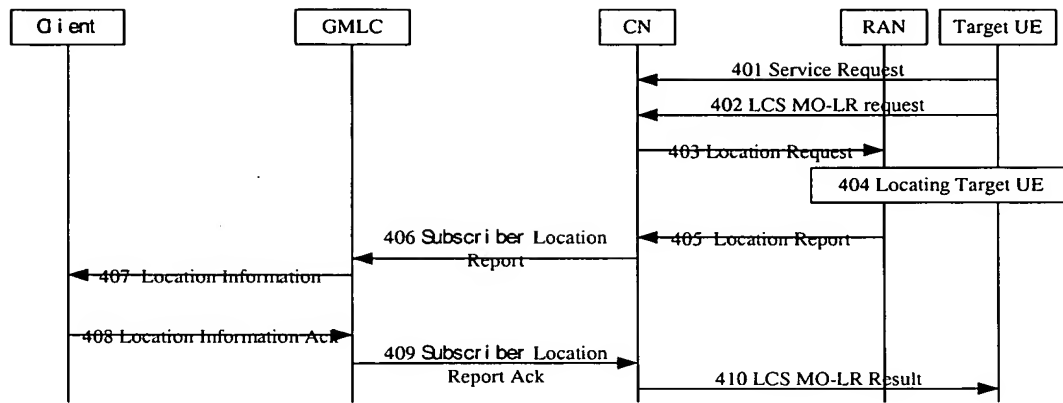 Client
GMLC
CN
RAN
Target UE
401 Service Request
402 LCS MO-LR request
403 Location Request
404 Locating Target UE
405 Location Report
406 Subscriber Location
Report
407 Location Information
408 Location Information Ack
409 Subscriber Location
Report Ack
410 LCS MO-LR Result